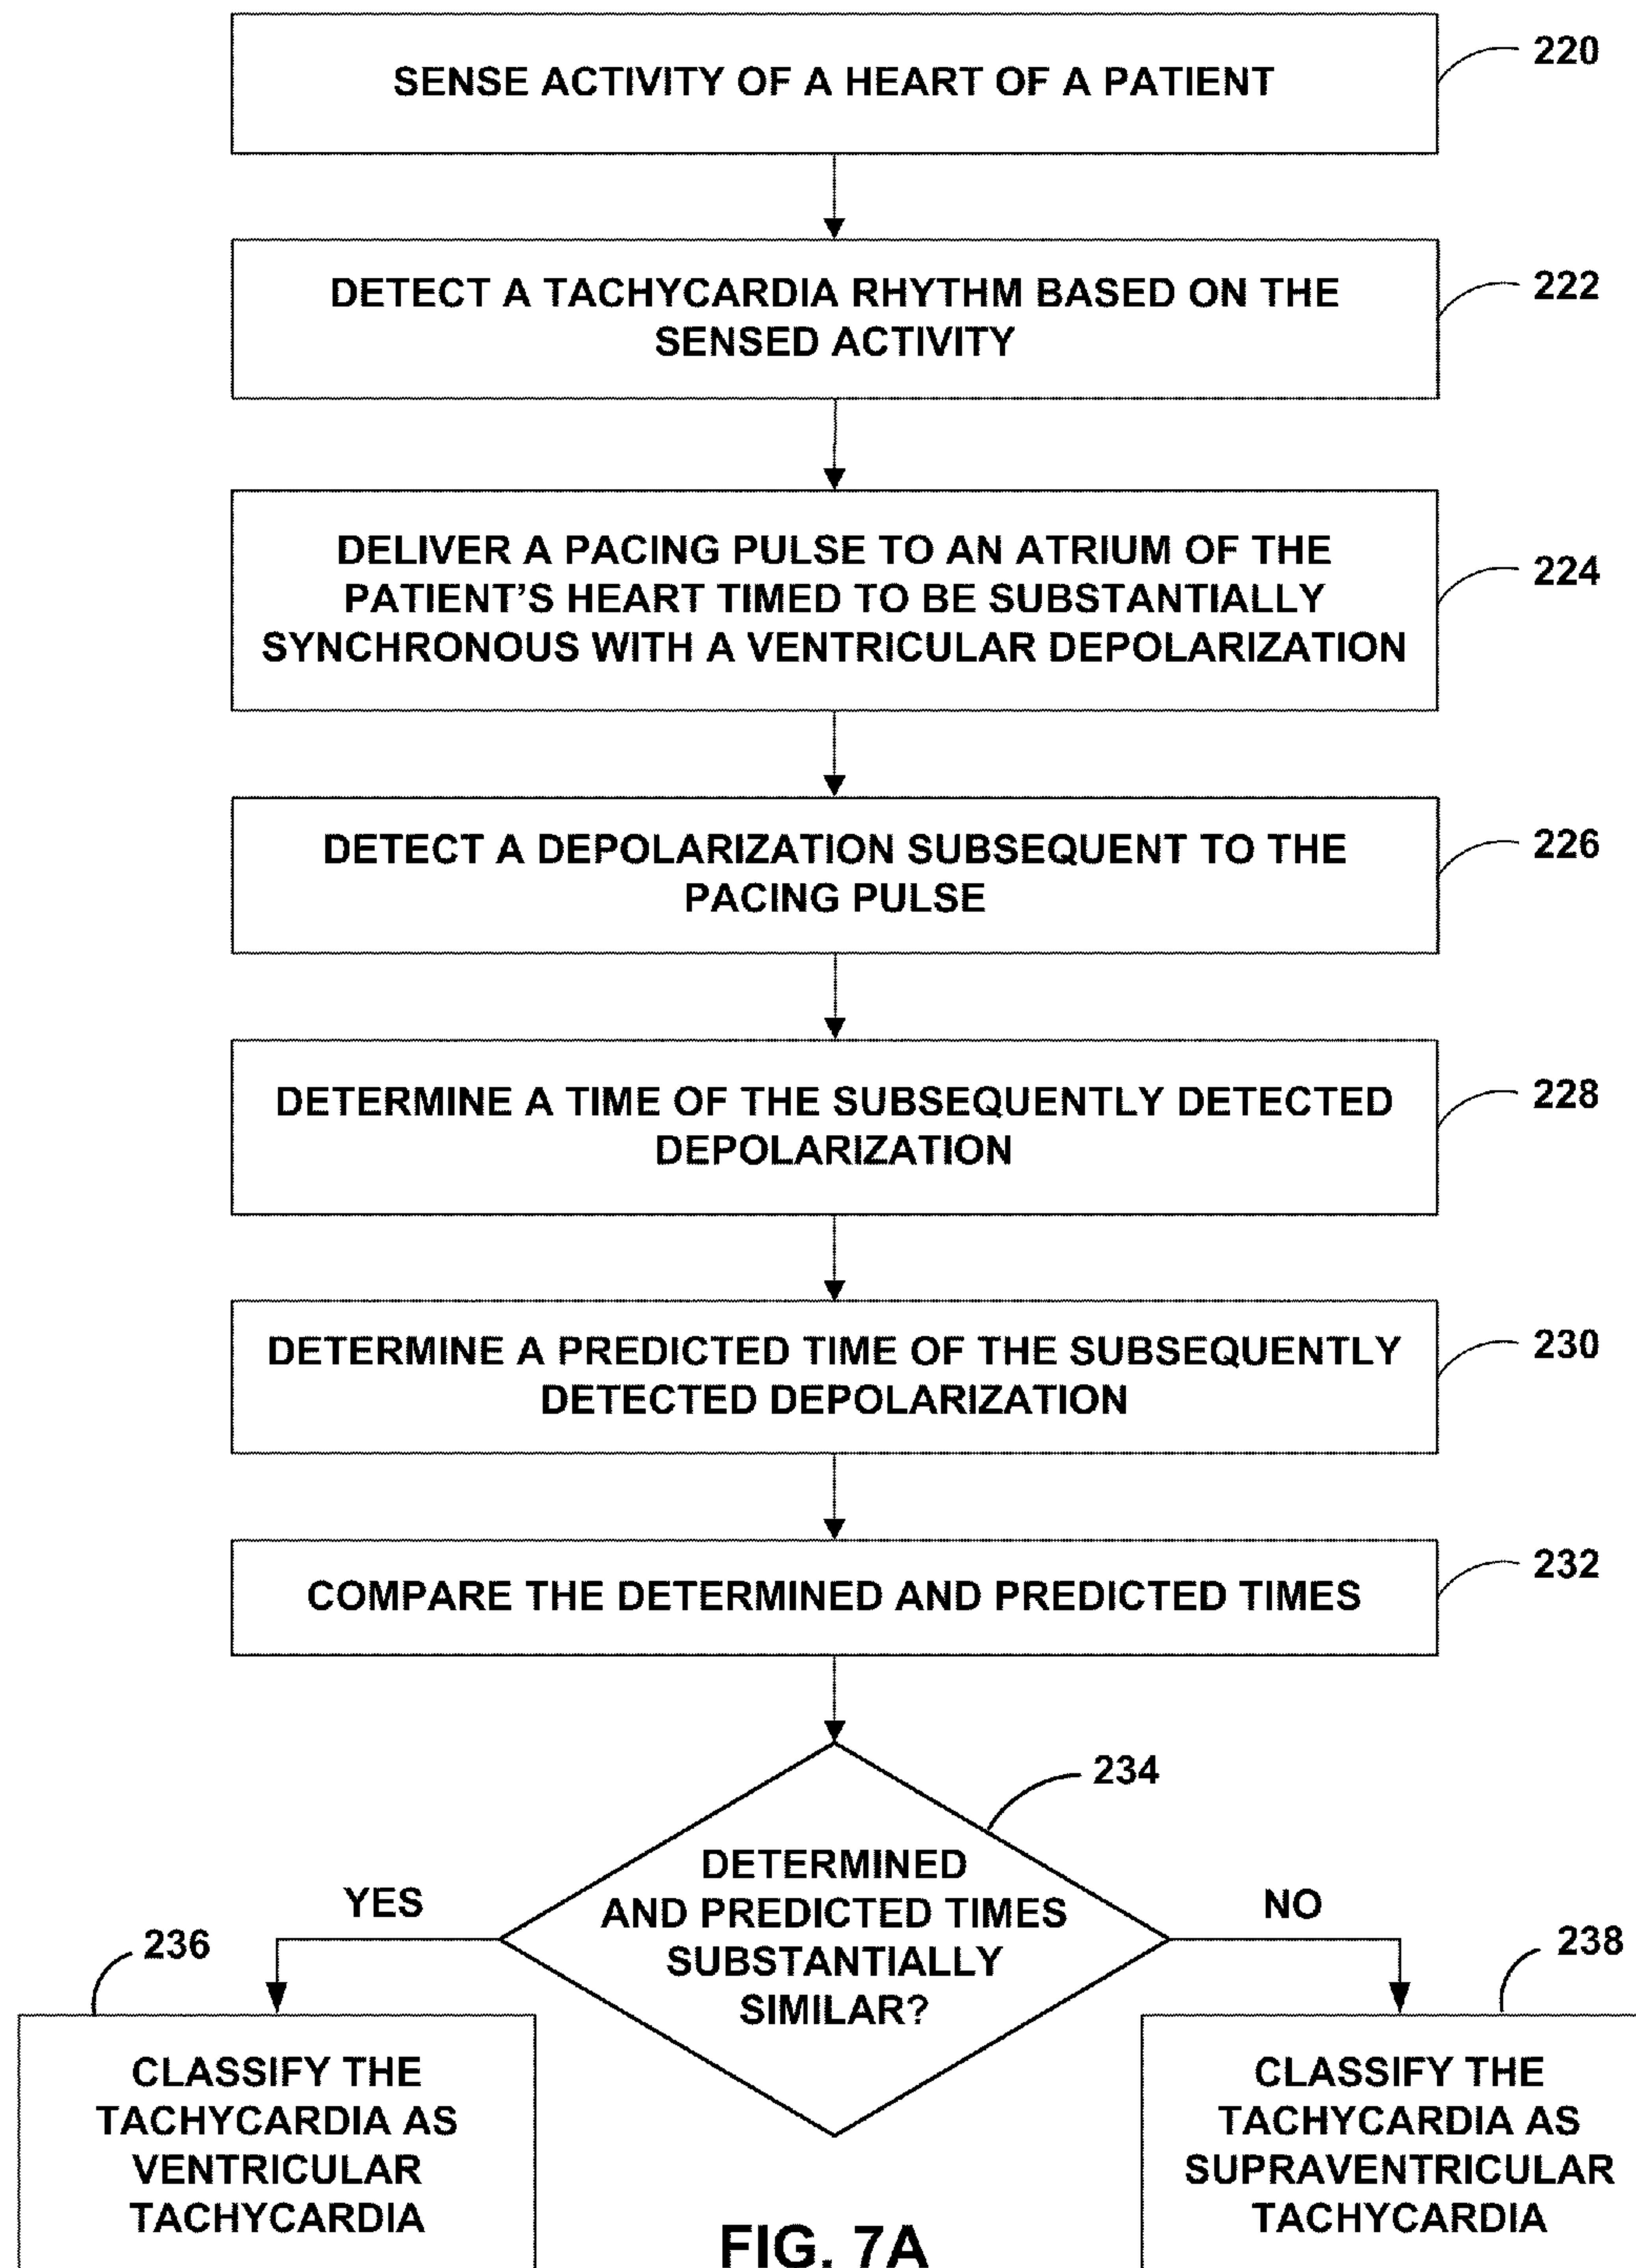 SENSE ACTIVITY OF A HEART OF A PATIENT
220
DETECT A TACHYCARDIA RHYTHM BASED ON THE
SENSED ACTIVITY
222
DELIVER A PACING PULSE TO AN ATRIUM OF THE
PATIENT'S HEART TIMED TO BE SUBSTANTIALLY
SYNCHRONOUS WITH A VENTRICULAR DEPOLARIZATION
224
DETECT A DEPOLARIZATION SUBSEQUENT TO THE
PACING PULSE
226
DETERMINE A TIME OF THE SUBSEQUENTLY DETECTED
DEPOLARIZATION
228
DETERMINE A PREDICTED TIME OF THE SUBSEQUENTLY
DETECTED DEPOLARIZATION
230
COMPARE THE DETERMINED AND PREDICTED TIMES
232
234
DETERMINED
AND PREDICTED TIMES
SUBSTANTIALLY
SIMILAR?
YES
NO
236
CLASSIFY THE
TACHYCARDIA AS
VENTRICULAR
TACHYCARDIA
238
CLASSIFY THE
TACHYCARDIA AS
SUPRAVENTRICULAR
TACHYCARDIA
FIG. 7A